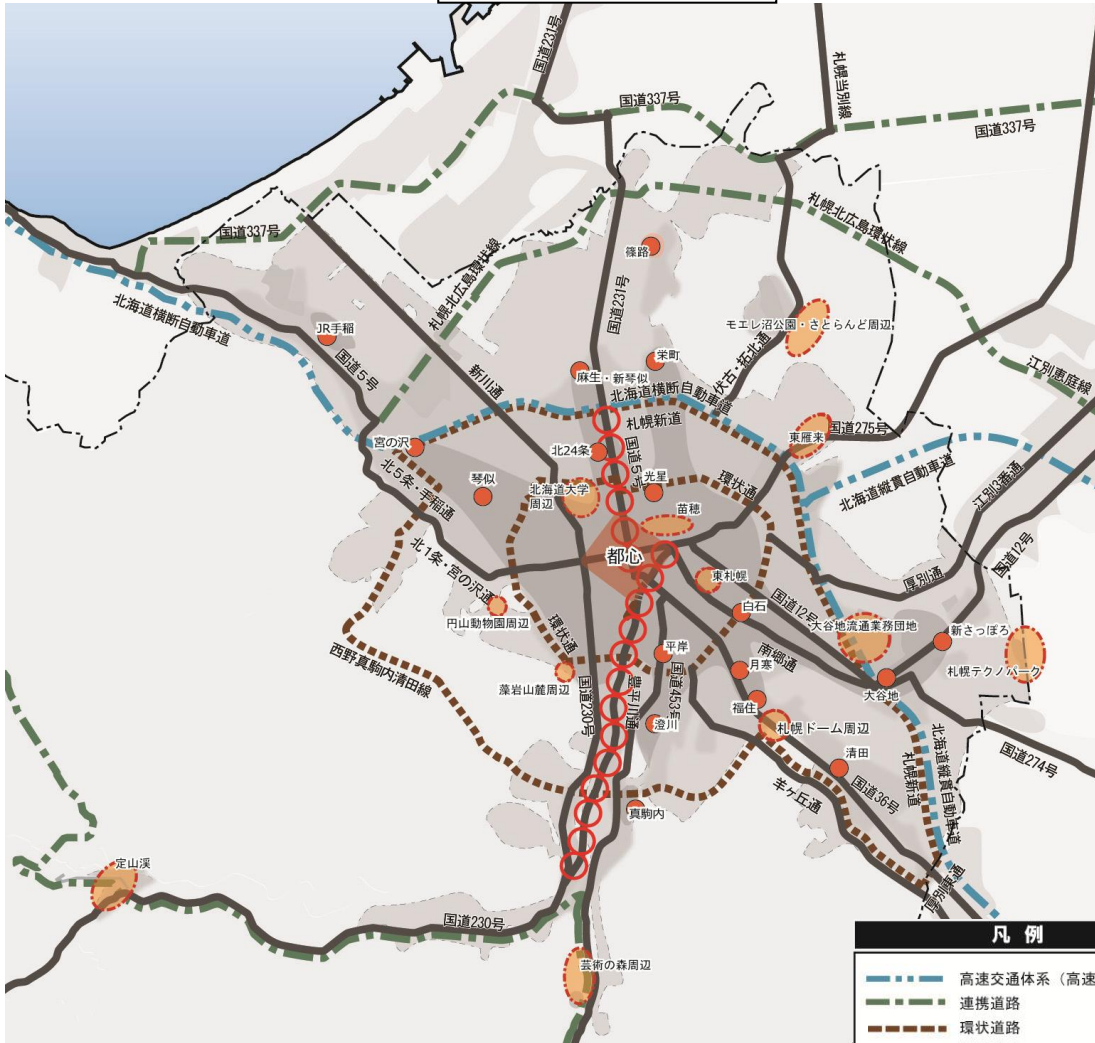 国道231号
国道337号
札幌当別線
国道337号
国道337号
札幌北広島環状線
札幌北広島環状線
篠路
国道231号
北海道横断自動車道
JR手稲
国道5号
新川通
モエレ沼公園・さとらんど周辺
栄町
伏古・拓北通
麻生・新琴似
北海道横断自動車道
江別恵庭線
札幌新道
国道275号
東雁来
宮の沢
北24条
国道5号
北5条・手稲通
琴似
北海道大学
周辺
光星
環状通
北海道縦貫自動車道
江別3番通
苗穂
国道12号
都心
北1条・宮の沢通
東札幌
厚別通
円山動物園周辺
白石
国道12号
大谷地流通業務団地
新さっぽろ
環状通
平岸
南郷通
月寒
札幌テクノパーク
西野真駒内清田線
藻岩山麓周辺
大谷地
国道230号
豊平川通
国道453号
福住
澄川
札幌ドーム周辺
清田
国道274号
北海道縦貫自動車道
札幌新道
国道36号
羊ヶ丘通
真駒内
定山渓
厚別東通
国道230号
芸術の森周辺
凡例
高速交通体系（高速
連携道路
環状道路